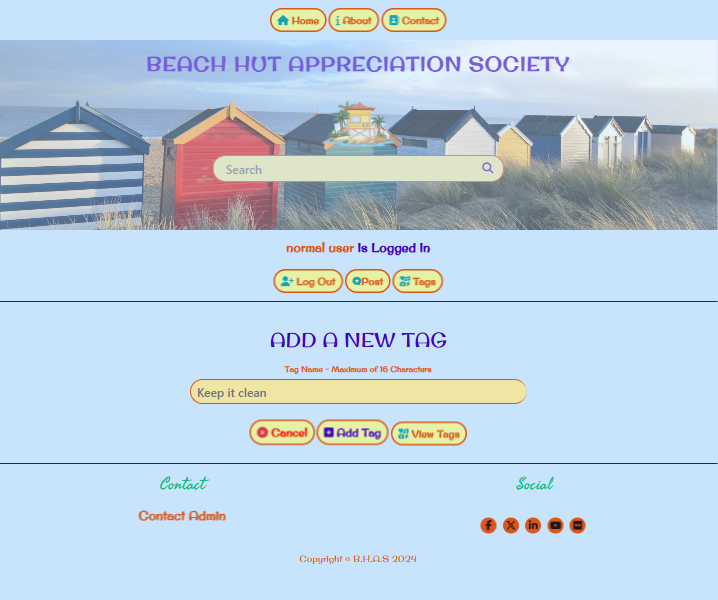 Home About Contact
BEACH HUT APPRECIATION SOCIETY
Search
normal user Is Logged In
Log Out Post Tags
ADD A NEW TAG
Tag Name - Maximum of 16 Characters
Keep it clean
Cancel Add Tag View Tags
Contact Social
Contact Admin
Copyright © B.H.A.S 2024